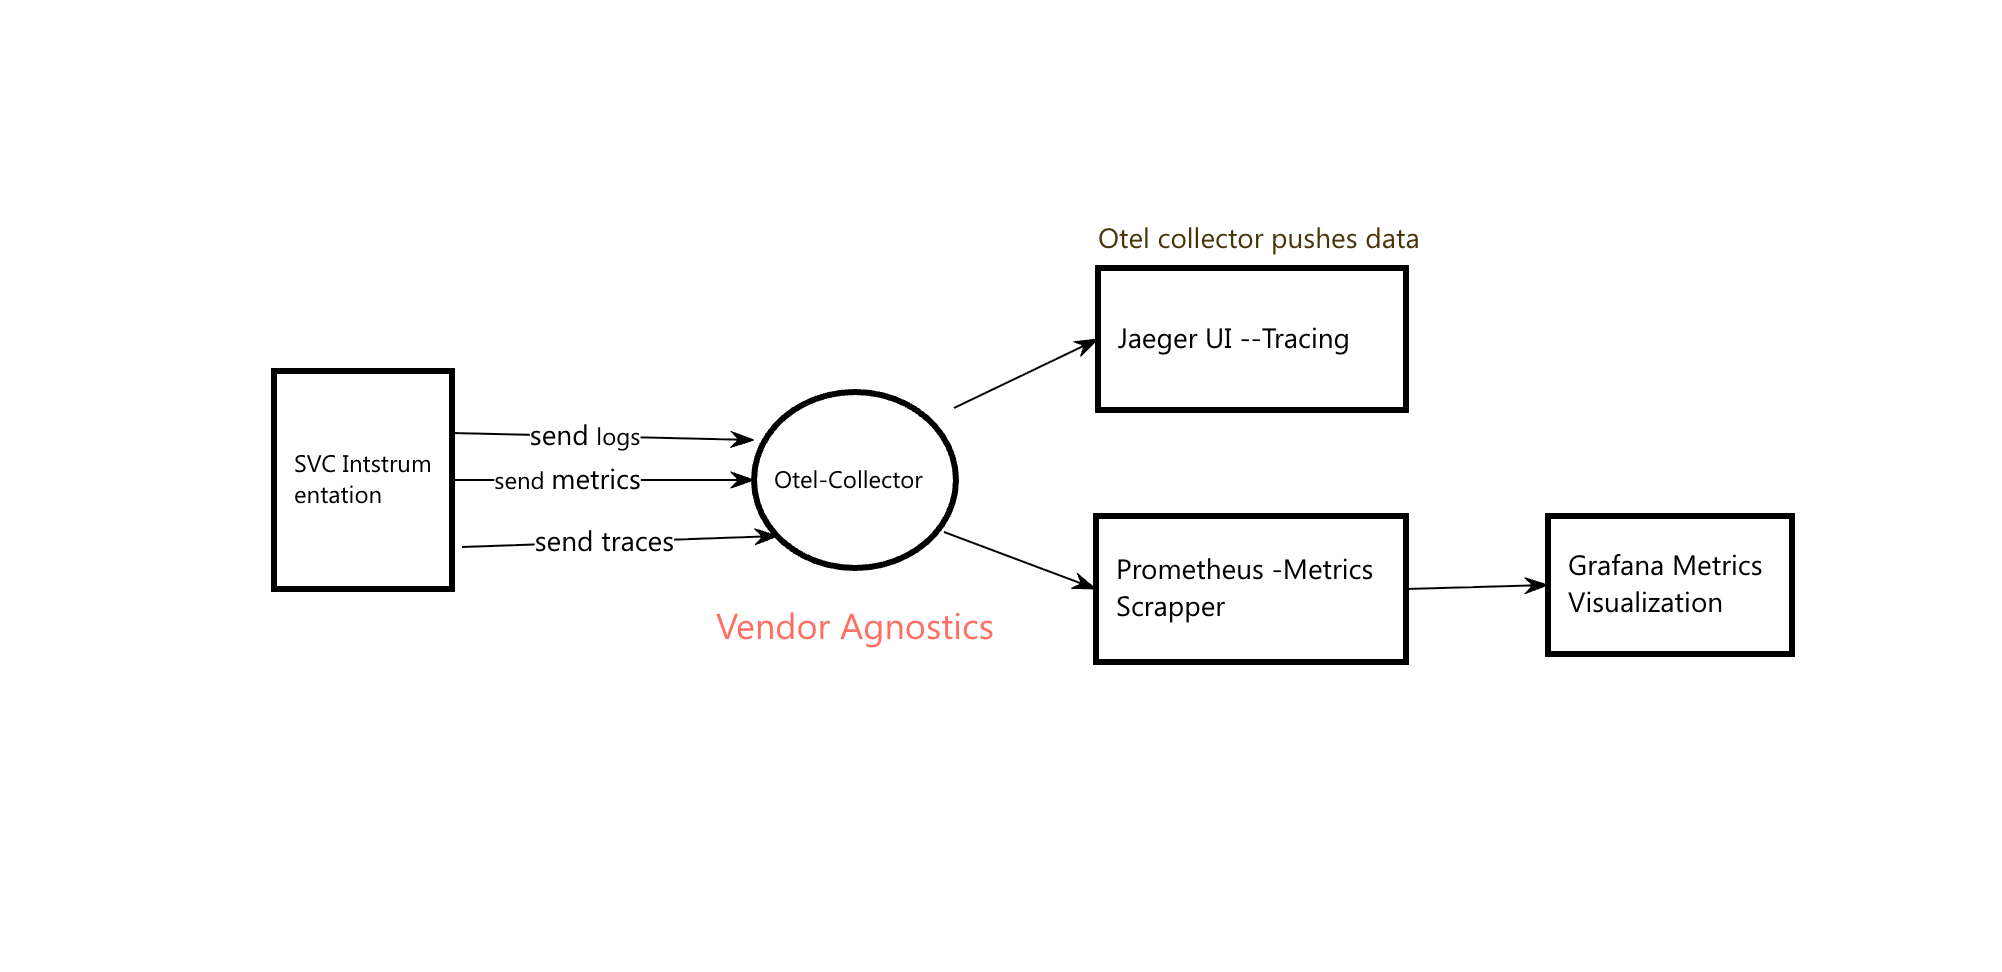 Otel collector pushes data
Jaeger UI --Tracing
send logs
SVC Intstrum
entation
send metrics
Otel-Collector
send traces
Prometheus -Metrics
Scrapper
Grafana Metrics
Visualization
Vendor Agnostics